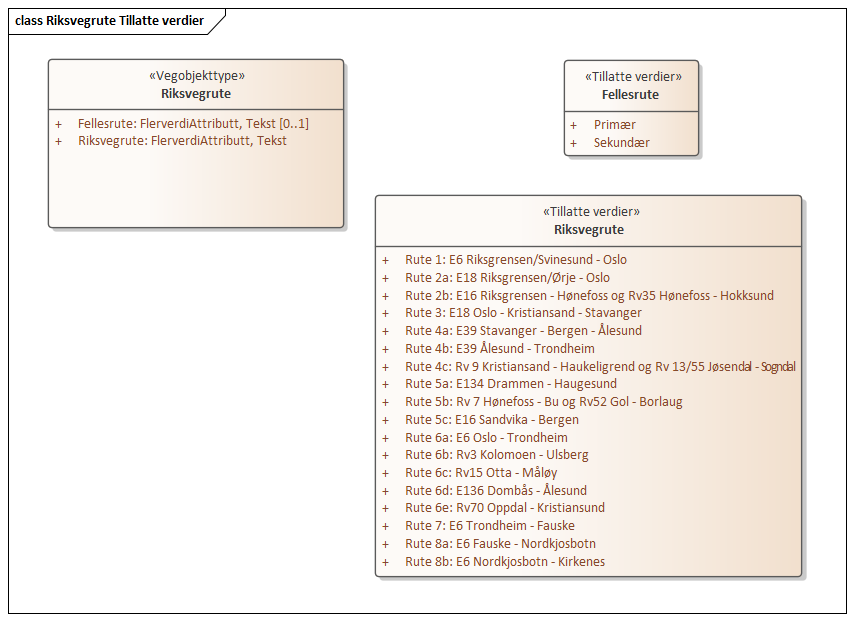 class Riksvegrute Tillatte verdier
«Vegobjekttype»
Riksvegrute
+ Fellesrute: FlerverdiAttributt, Tekst [0..1]
+ Riksvegrute: FlerverdiAttributt, Tekst
«Tillatte verdier»
Fellesrute
+ Primær
+ Sekundær
«Tillatte verdier»
Riksvegrute
+ Rute 1: E6 Riksgrensen/Svinesund - Oslo
+ Rute 2a: E18 Riksgrensen/Ørje - Oslo
+ Rute 2b: E16 Riksgrensen - Hønefoss og Rv35 Hønefoss - Hokksund
+ Rute 3: E18 Oslo - Kristiansand - Stavanger
+ Rute 4a: E39 Stavanger - Bergen - Ålesund
+ Rute 4b: E39 Ålesund - Trondheim
+ Rute 4c: Rv 9 Kristiansand - Haukeligrend og Rv 13/55 Jøsendal - Sogndal
+ Rute 5a: E134 Drammen - Haugesund
+ Rute 5b: Rv 7 Hønefoss - Bu og Rv52 Gol - Borlaug
+ Rute 5c: E16 Sandvika - Bergen
+ Rute 6a: E6 Oslo - Trondheim
+ Rute 6b: Rv3 Kolomoen - Ulsberg
+ Rute 6c: Rv15 Otta - Måløy
+ Rute 6d: E136 Dombås - Ålesund
+ Rute 6e: Rv70 Oppdal - Kristiansund
+ Rute 7: E6 Trondheim - Fauske
+ Rute 8a: E6 Fauske - Nordkjosbotn
+ Rute 8b: E6 Nordkjosbotn - Kirkenes